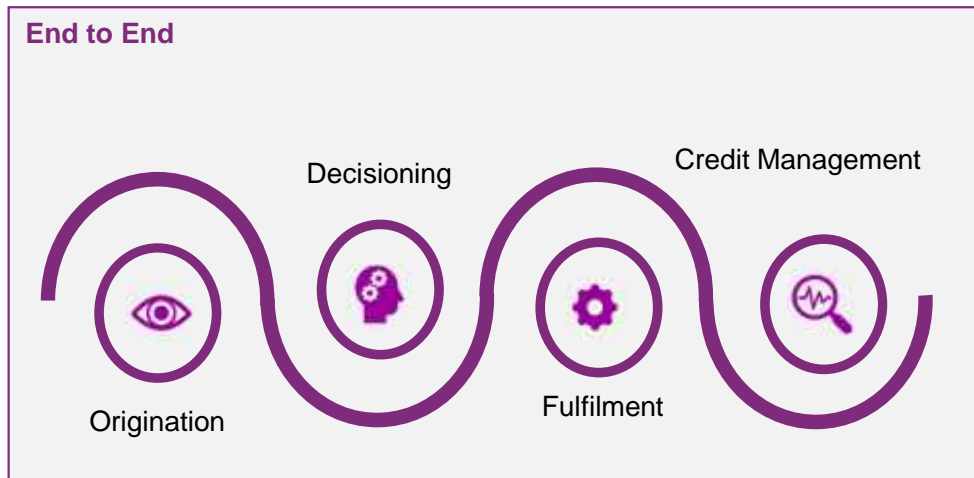 End to End
Origination
Decisioning
Fulfilment
Credit Management